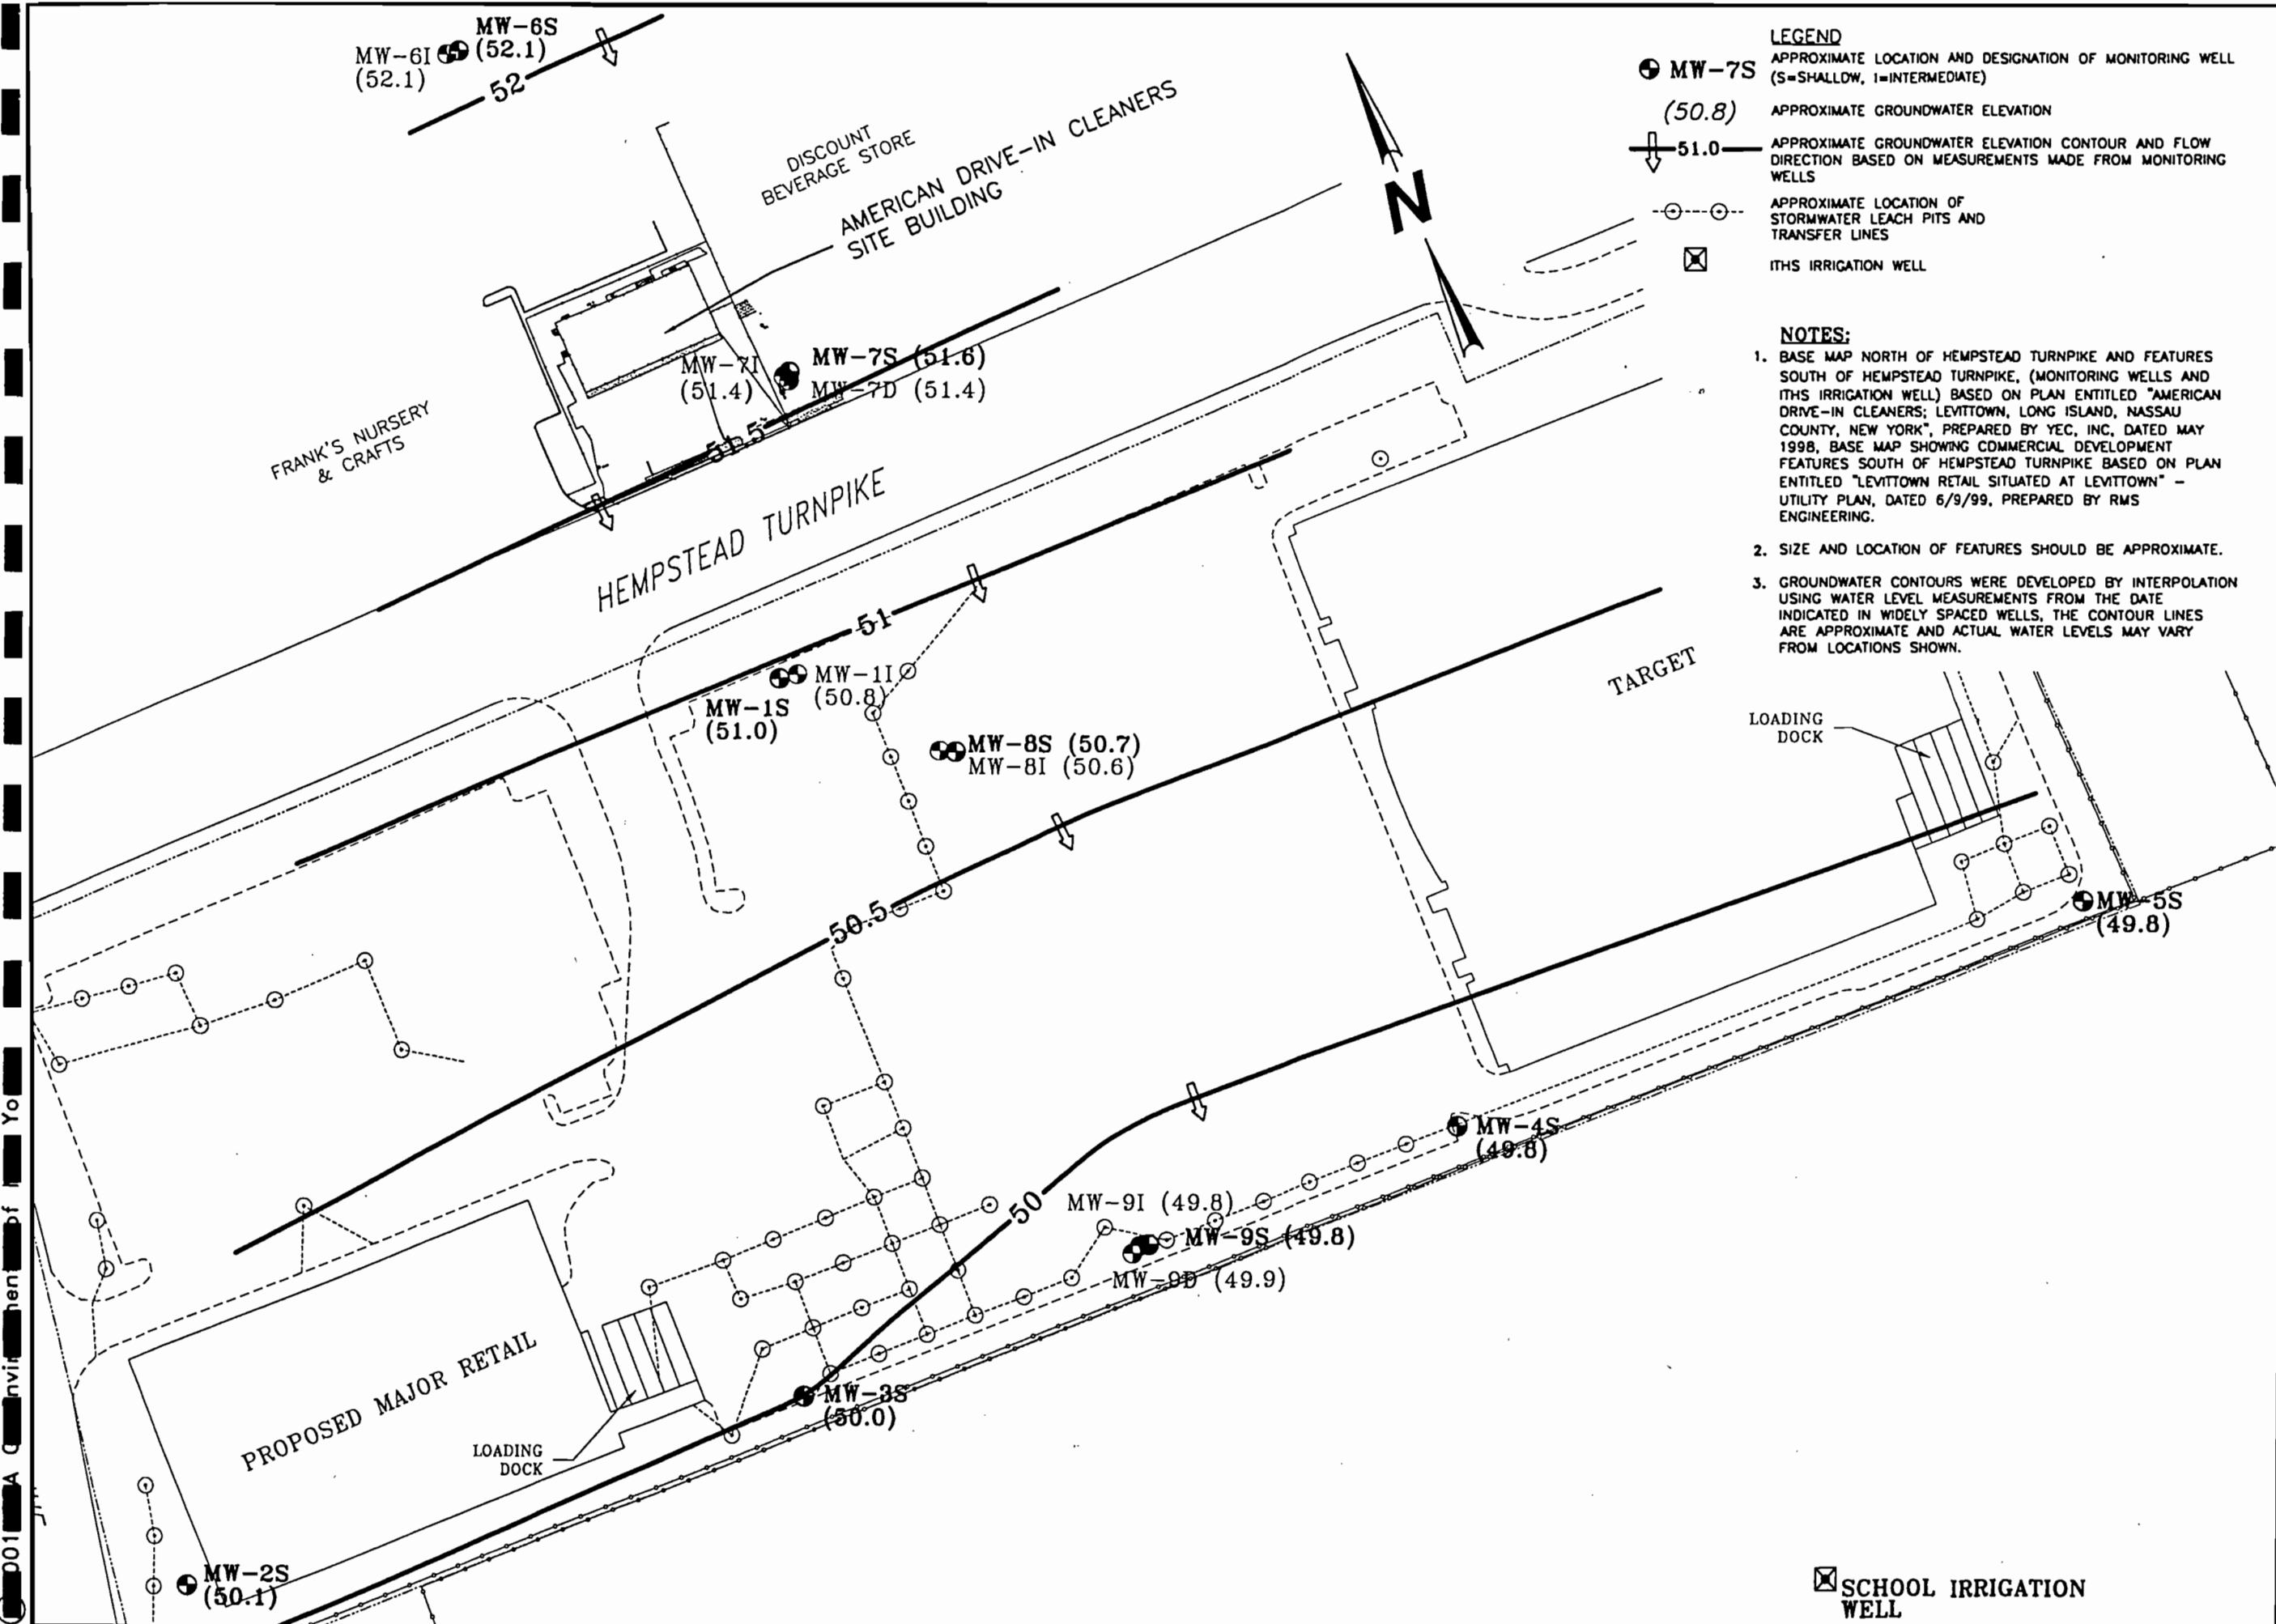 MW-6S
(52.1)
MW-6I
(52.1)
52
DISCOUNT
BEVERAGE STORE
AMERICAN DRIVE-IN CLEANERS
SITE BUILDING
N
LEGEND
MW-7S
APPROXIMATE LOCATION AND DESIGNATION OF MONITORING WELL
(S=SHALLOW, I=INTERMEDIATE)
(50.8)
APPROXIMATE GROUNDWATER ELEVATION
51.0
APPROXIMATE GROUNDWATER ELEVATION CONTOUR AND FLOW
DIRECTION BASED ON MEASUREMENTS MADE FROM MONITORING
WELLS
APPROXIMATE LOCATION OF
STORMWATER LEACH PITS AND
TRANSFER LINES
ITHS IRRIGATION WELL
NOTES:
1. BASE MAP NORTH OF HEMPSTEAD TURNPIKE AND FEATURES
SOUTH OF HEMPSTEAD TURNPIKE, (MONITORING WELLS AND
ITHS IRRIGATION WELL) BASED ON PLAN ENTITLED "AMERICAN
DRIVE-IN CLEANERS; LEVITTOWN, LONG ISLAND, NASSAU
COUNTY, NEW YORK", PREPARED BY YEC, INC, DATED MAY
1998, BASE MAP SHOWING COMMERCIAL DEVELOPMENT
FEATURES SOUTH OF HEMPSTEAD TURNPIKE BASED ON PLAN
ENTITLED "LEVITTOWN RETAIL SITUATED AT LEVITTOWN" -
UTILITY PLAN, DATED 6/9/99, PREPARED BY RMS
ENGINEERING.
2. SIZE AND LOCATION OF FEATURES SHOULD BE APPROXIMATE.
3. GROUNDWATER CONTOURS WERE DEVELOPED BY INTERPOLATION
USING WATER LEVEL MEASUREMENTS FROM THE DATE
INDICATED IN WIDELY SPACED WELLS, THE CONTOUR LINES
ARE APPROXIMATE AND ACTUAL WATER LEVELS MAY VARY
FROM LOCATIONS SHOWN.
MW-7I
(51.4)
MW-7S (51.6)
MW-7D (51.4)
51.5
FRANK'S NURSERY
& CRAFTS
HEMPSTEAD TURNPIKE
51
MW-1I
(50.8)
MW-1S
(51.0)
MW-8S (50.7)
MW-8I (50.6)
TARGET
LOADING
DOCK
50.5
MW-5S
(49.8)
MW-4S
(49.8)
50
MW-9I (49.8)
MW-9S (49.8)
MW-9D (49.9)
PROPOSED MAJOR RETAIL
LOADING
DOCK
MW-3S
(50.0)
MW-2S
(50.1)
SCHOOL IRRIGATION
WELL